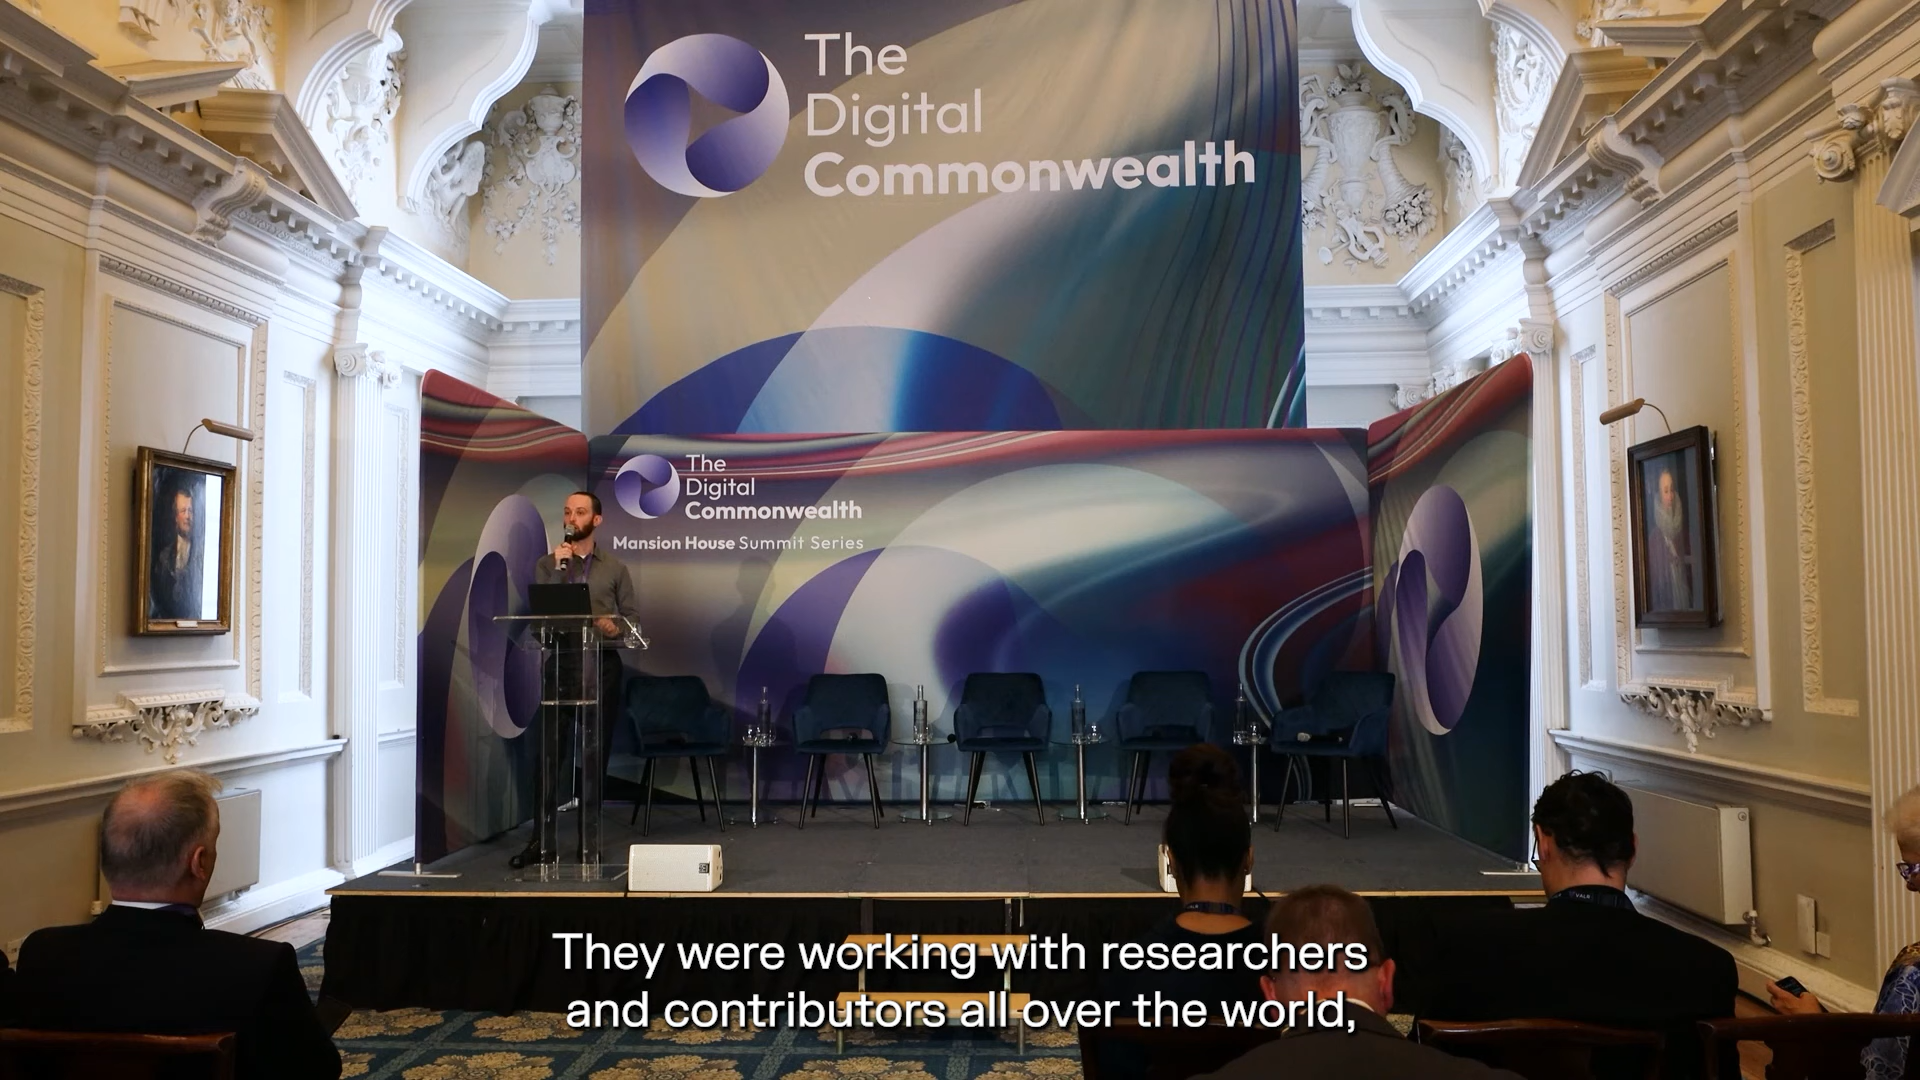 The
Digital
Commonwealth
The
Digital
Commonwealth
Mansion House Summit Series
They were working with researchers
and contributors all over the world,